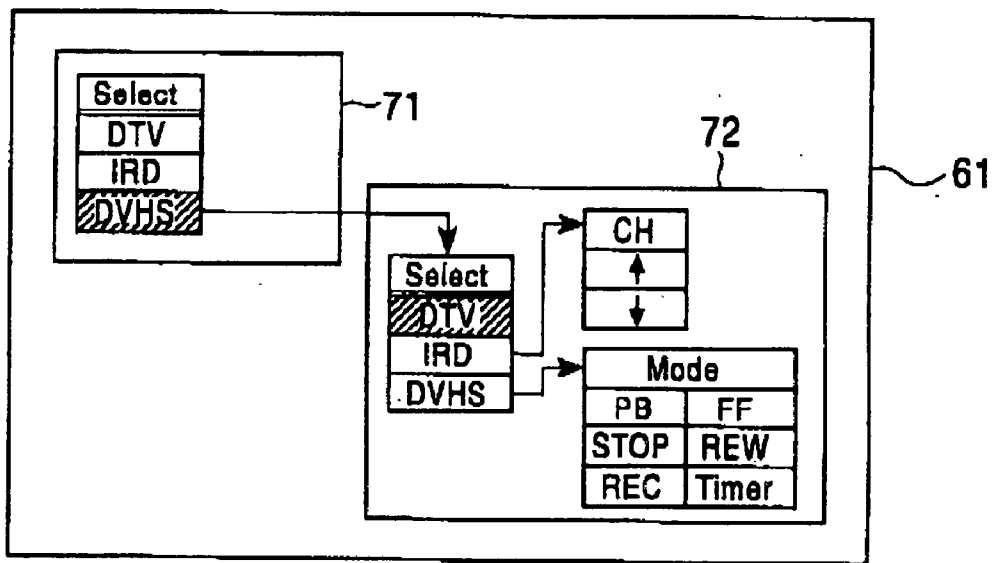 Select
DTV
IRD
DVHS
71
72
61
Select
DTV
IRD
DVHS
CH
Mode
PB FF
STOP REW
REC Timer